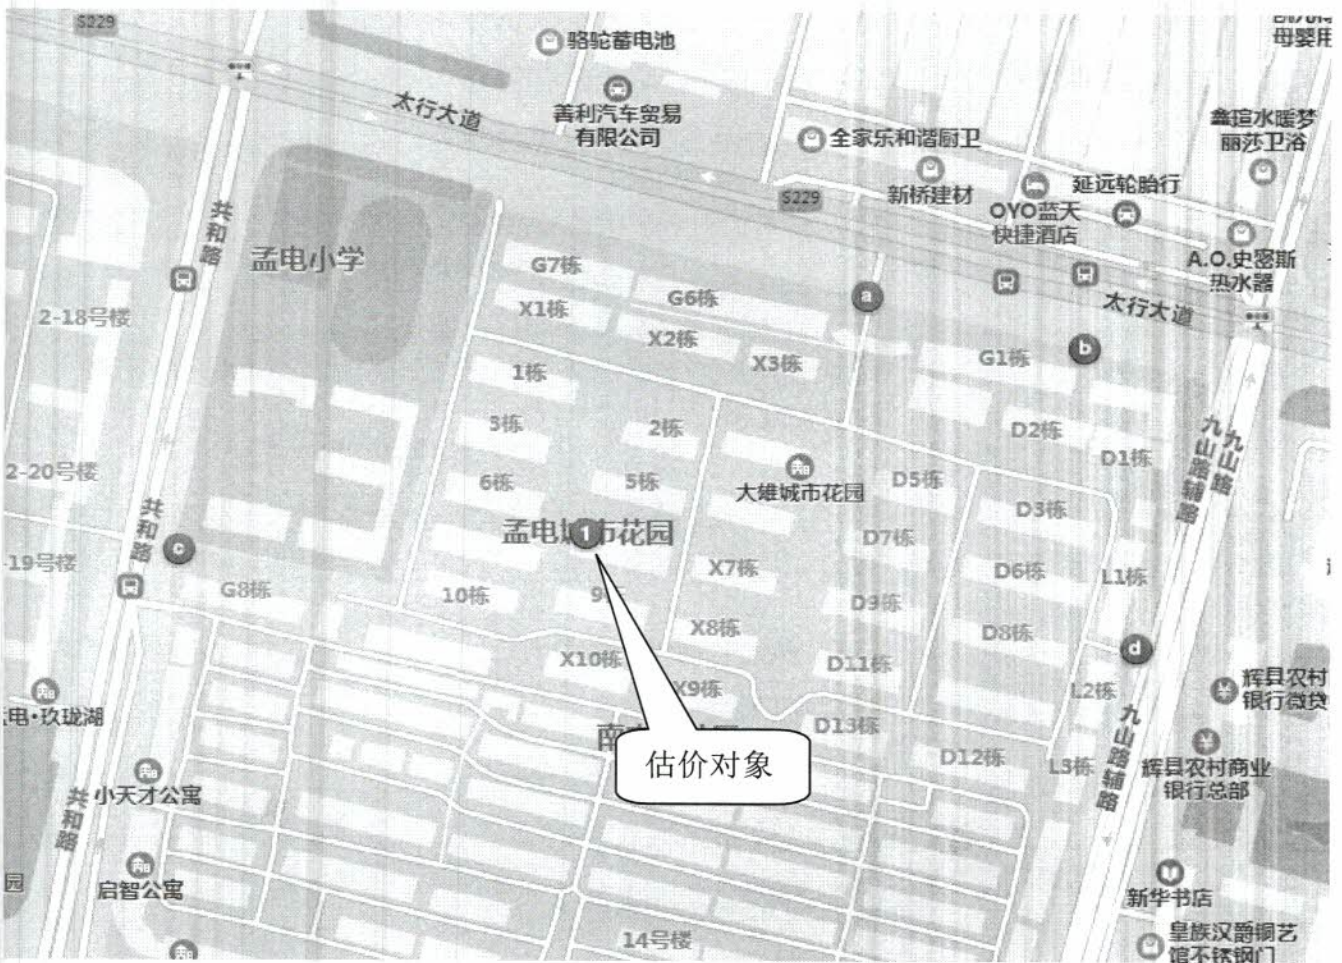 S229
骆驼蓄电池
母婴用
太行大道
善利汽车贸易
有限公司
全家乐和谐厨卫
鑫瑄水暖梦
丽莎卫浴
新桥建材
延远轮胎行
S229
OYO蓝天
快捷酒店
共和路
孟电小学
G7栋
G6栋
a
A.O.史密斯
热水器
X1栋
太行大道
2-18号楼
X2栋
X3栋
b
G1栋
1栋
3栋
2栋
D2栋
九山路
九山路辅路
D1栋
2-20号楼
6栋
5栋
大雄城市花园
D5栋
D3栋
共和路
孟电城市花园
1
D7栋
c
-19号楼
X7栋
D6栋
L1栋
G8栋
10栋
9
D9栋
X8栋
D8栋
d
X10栋
D11栋
X9栋
L2栋
辉县农村
银行微贷
电·玖珑湖
南
D13栋
九山路辅路
估价对象
D12栋
L3栋
辉县农村商业
银行总部
小天才公寓
共和路
启智公寓
园
新华书店
14号楼
皇族汉爵铜艺
馆不锈钢门